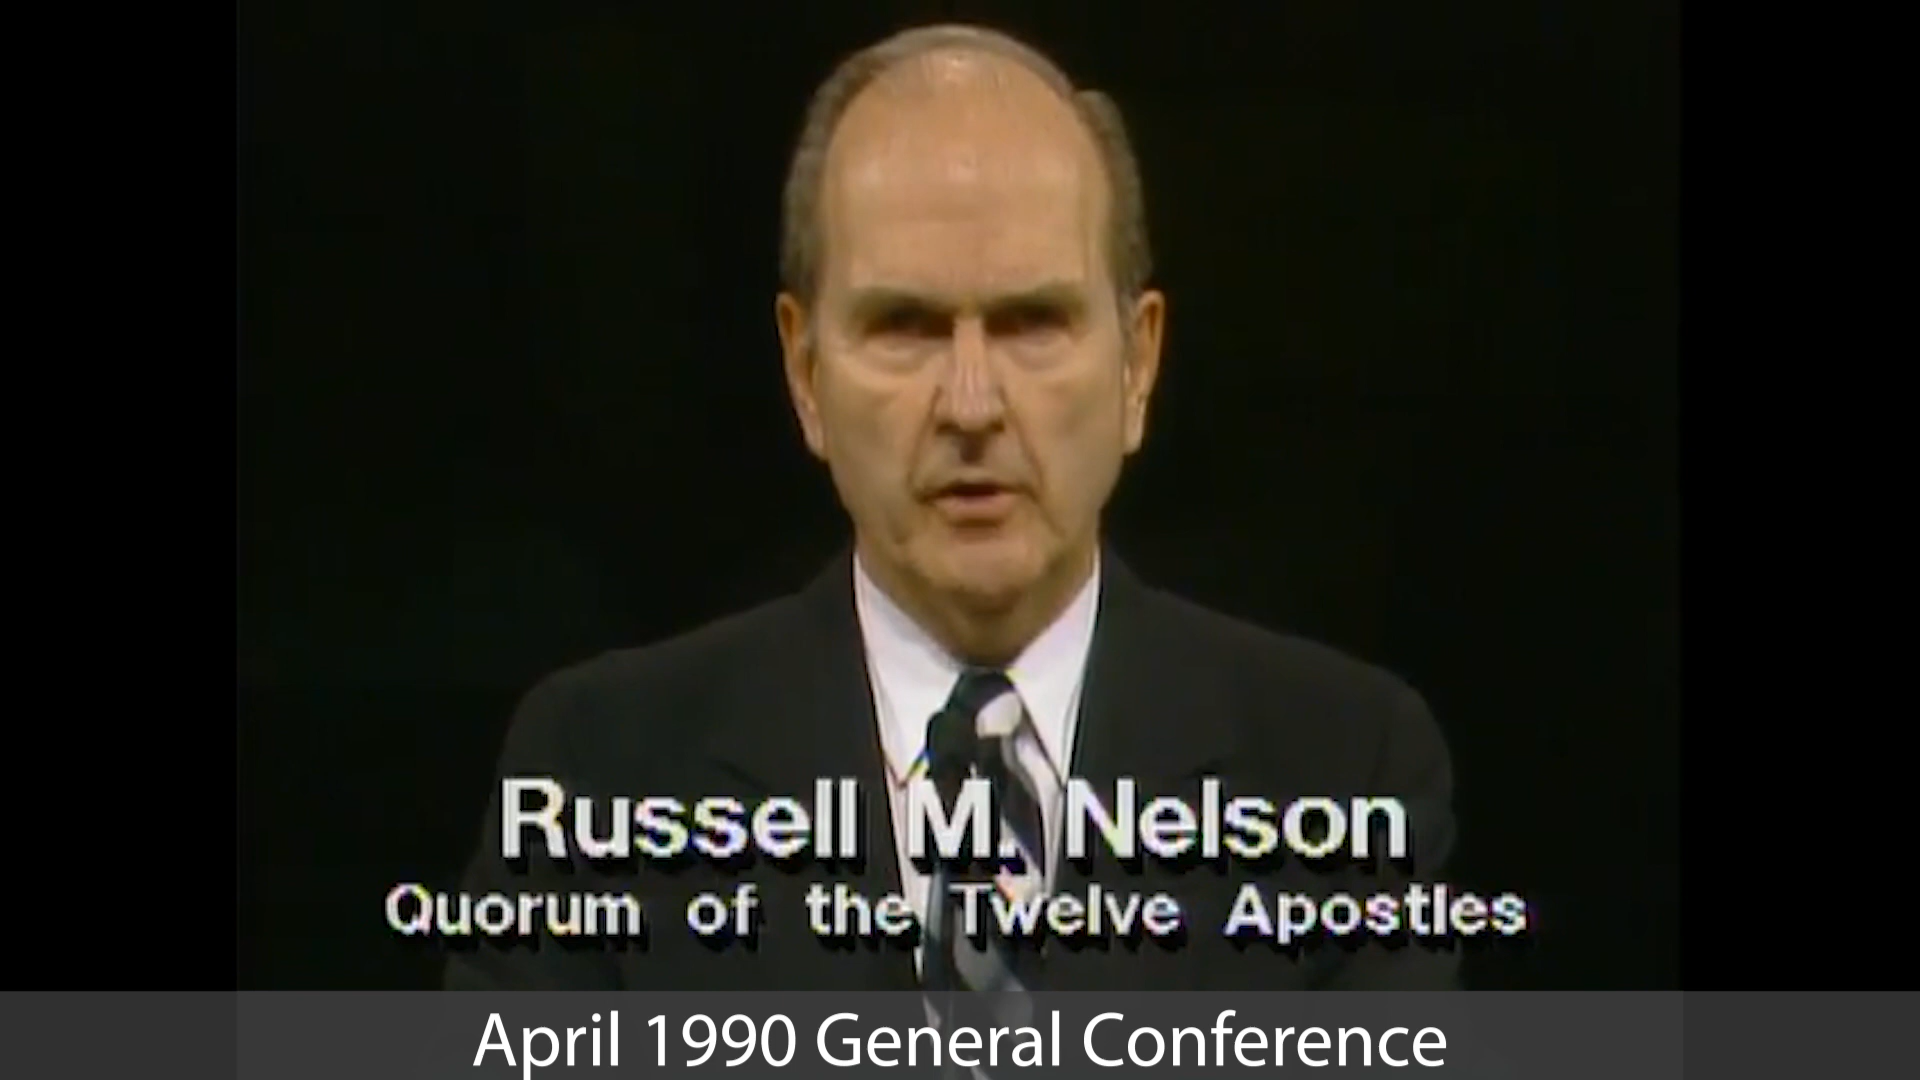 Russell M. Nelson
Quorum of the Twelve Apostles
April 1990 General Conference